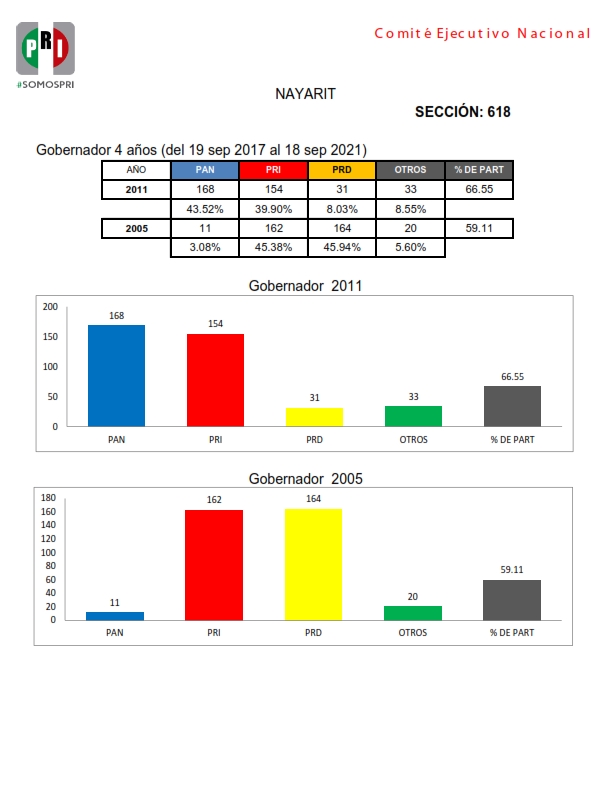 PRI
#SOMOSPRI
Comité Ejecutivo Nacional
NAYARIT
SECCIÓN: 618
Gobernador 4 años (del 19 sep 2017 al 18 sep 2021)
AÑO PAN PRI PRD OTROS % DE PART
2011 168 154 31 33 66.55
43.52% 39.90% 8.03% 8.55%
2005 11 162 164 20 59.11
3.08% 45.38% 45.94% 5.60%
Gobernador 2011
200
150
100
50
0
168 154 31 33 66.55
PAN PRI PRD OTROS % DE PART
Gobernador 2005
180
160
140
120
100
80
60
40
20
0
11 162 164 20 59.11
PAN PRI PRD OTROS % DE PART